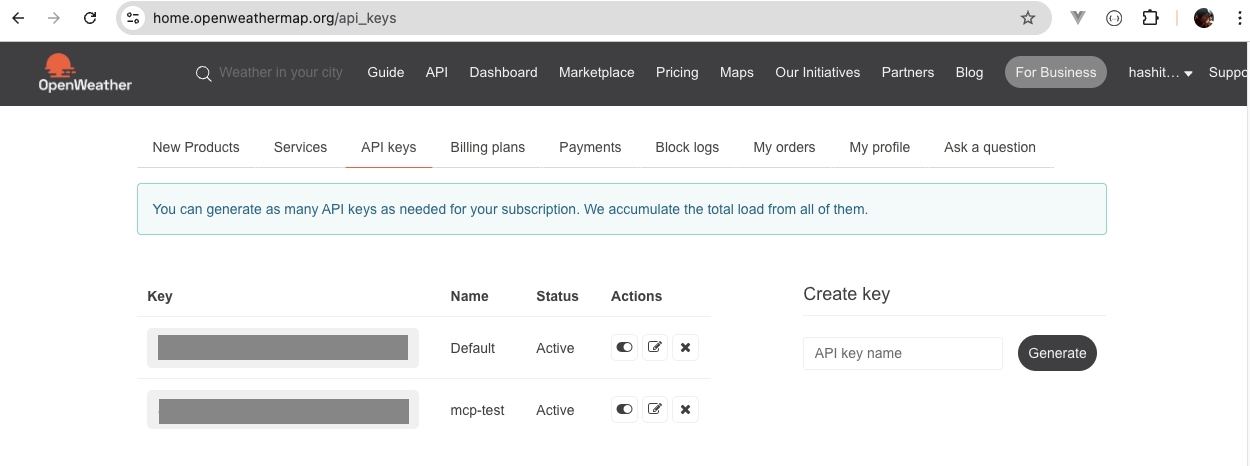 home.openweathermap.org/api_keys
OpenWeather Weather in your city Guide API Dashboard Marketplace Pricing Maps Our Initiatives Partners Blog For Business hashit... Suppo
New Products Services API keys Billing plans Payments Block logs My orders My profile Ask a question
You can generate as many API keys as needed for your subscription. We accumulate the total load from all of them.
Key Name Status Actions
Default Active
mcp-test Active
Create key
API key name Generate